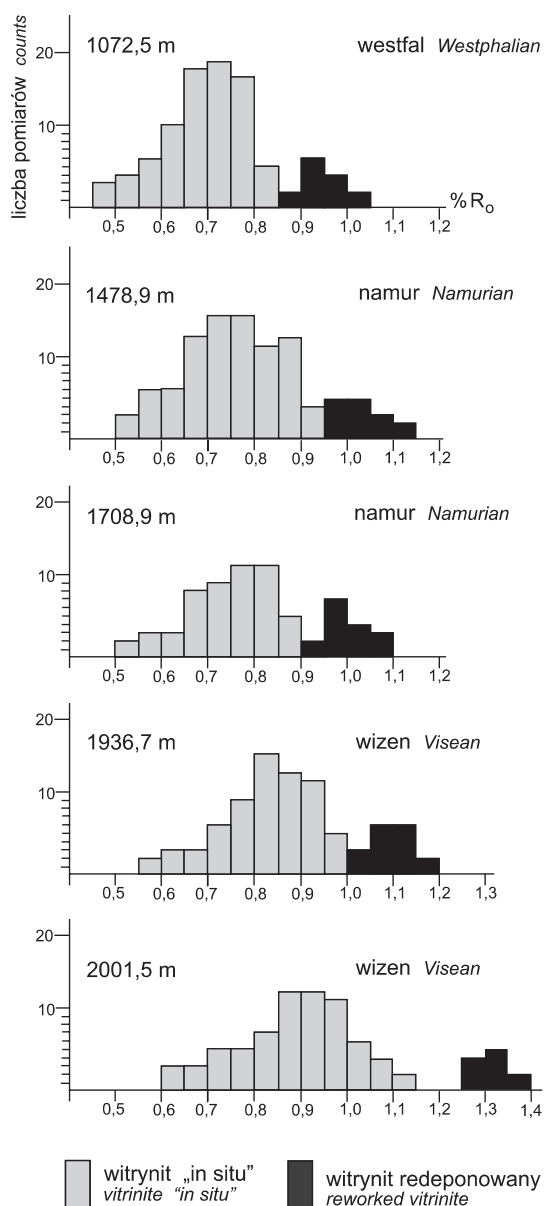 liczba pomiarów counts
20
1072,5 m
westfal Westphalian
10
% Ro
0,5 0,6 0,7 0,8 0,9 1,0 1,1 1,2
20
1478,9 m
namur Namurian
10
0,5 0,6 0,7 0,8 0,9 1,0 1,1 1,2
20
1708,9 m
namur Namurian
10
0,5 0,6 0,7 0,8 0,9 1,0 1,1 1,2
20
1936,7 m
wizen Visean
10
0,5 0,6 0,7 0,8 0,9 1,0 1,1 1,2 1,3
20
2001,5 m
wizen Visean
10
0,5 0,6 0,7 0,8 0,9 1,0 1,1 1,2 1,3 1,4
witrynit „in situ”
vitrinite “in situ”
witrynit redeponowany
reworked vitrinite